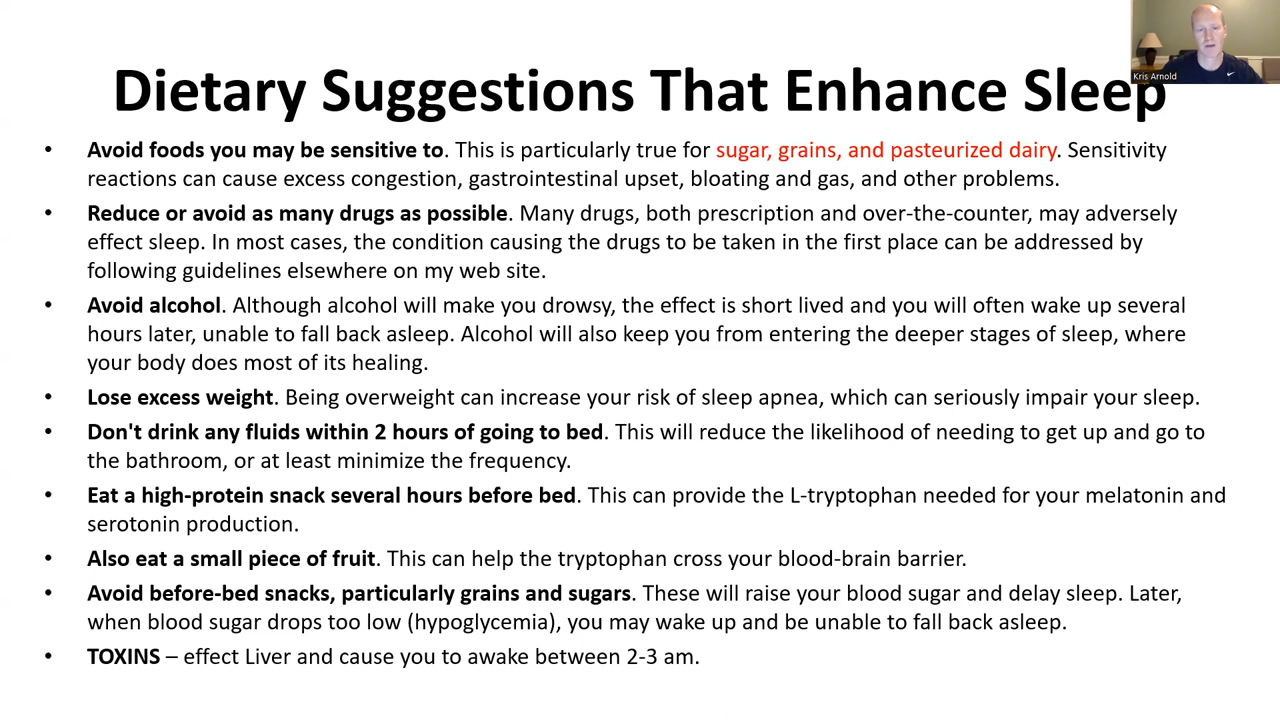 Kris Arnold
Dietary Suggestions That Enhance Sleep
• Avoid foods you may be sensitive to. This is particularly true for sugar, grains, and pasteurized dairy. Sensitivity
reactions can cause excess congestion, gastrointestinal upset, bloating and gas, and other problems.
• Reduce or avoid as many drugs as possible. Many drugs, both prescription and over-the-counter, may adversely
effect sleep. In most cases, the condition causing the drugs to be taken in the first place can be addressed by
following guidelines elsewhere on my web site.
• Avoid alcohol. Although alcohol will make you drowsy, the effect is short lived and you will often wake up several
hours later, unable to fall back asleep. Alcohol will also keep you from entering the deeper stages of sleep, where
your body does most of its healing.
• Lose excess weight. Being overweight can increase your risk of sleep apnea, which can seriously impair your sleep.
• Don't drink any fluids within 2 hours of going to bed. This will reduce the likelihood of needing to get up and go to
the bathroom, or at least minimize the frequency.
• Eat a high-protein snack several hours before bed. This can provide the L-tryptophan needed for your melatonin and
serotonin production.
• Also eat a small piece of fruit. This can help the tryptophan cross your blood-brain barrier.
• Avoid before-bed snacks, particularly grains and sugars. These will raise your blood sugar and delay sleep. Later,
when blood sugar drops too low (hypoglycemia), you may wake up and be unable to fall back asleep.
• TOXINS – effect Liver and cause you to awake between 2-3 am.